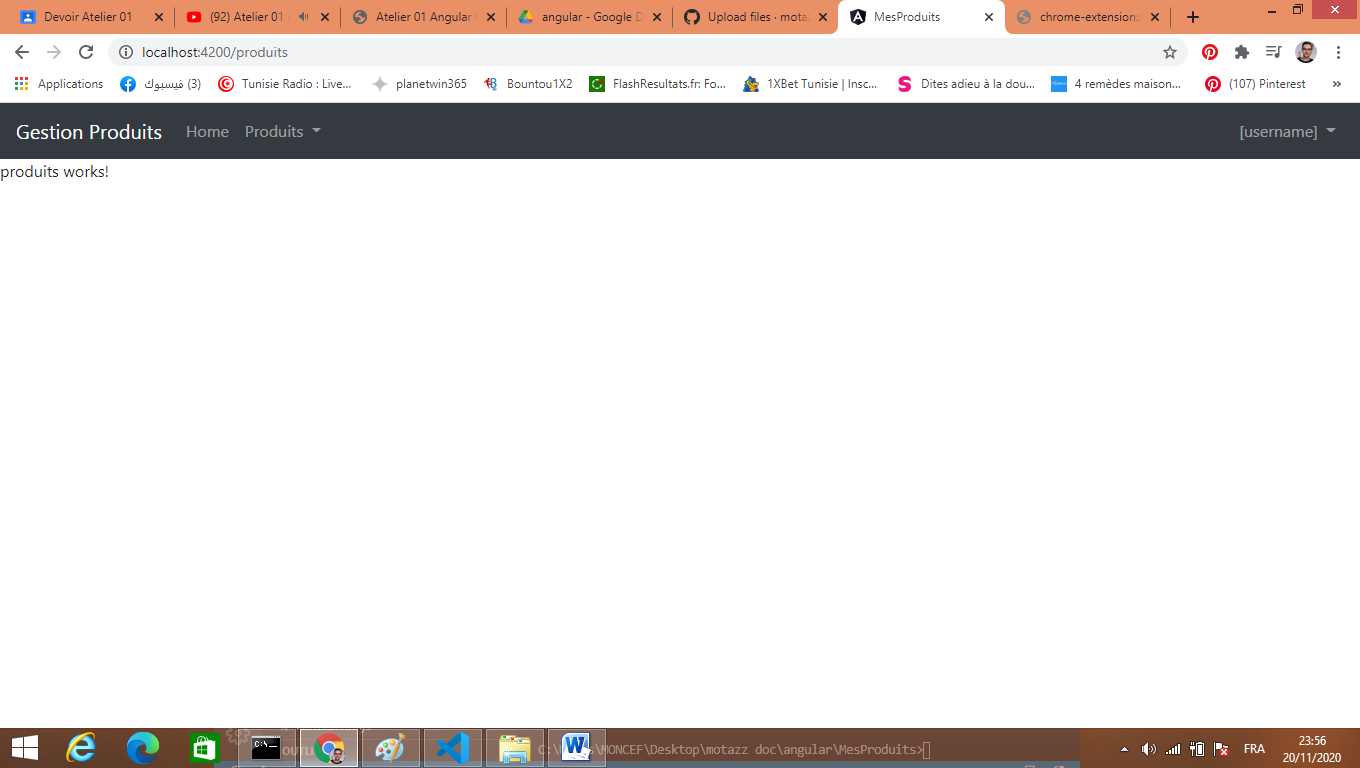 Devoir Atelier 01
(92) Atelier 01
Atelier 01 Angular
angular - Google D
Upload files · mota
MesProduits
chrome-extension:
localhost:4200/produits
Applications
(3) فيسبوك
Tunisie Radio : Live...
planetwin365
Bountou1X2
FlashResultats.fr: Fo...
1XBet Tunisie | Insc...
Dites adieu à la dou...
4 remèdes maison...
(107) Pinterest
»
Gestion Produits
Home
Produits
[username]
produits works!
\MONCEF\Desktop\motazz doc\angular\MesProduits>
FRA
23:56
20/11/2020